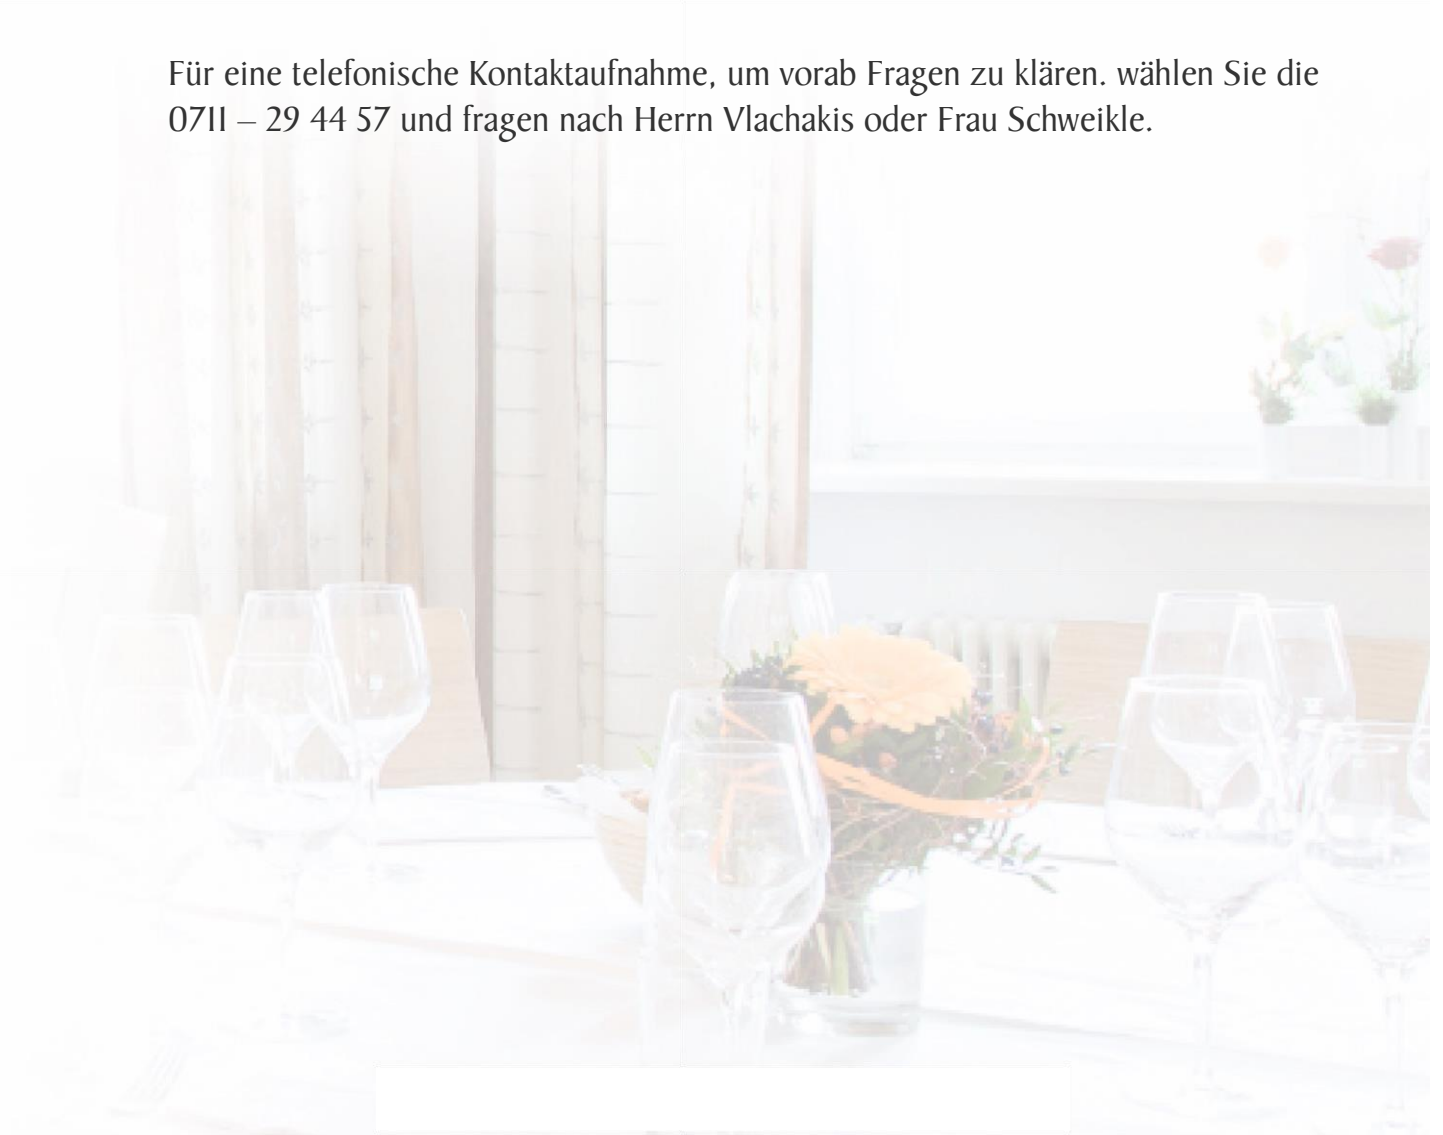 Für eine telefonische Kontaktaufnahme, um vorab Fragen zu klären. wählen Sie die
0711 – 29 44 57 und fragen nach Herrn Vlachakis oder Frau Schweikle.